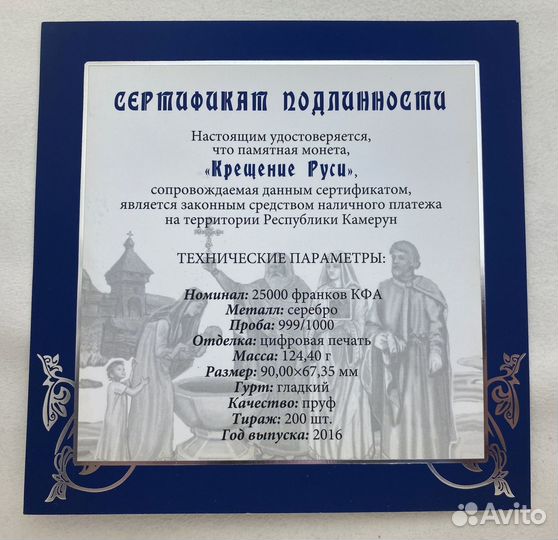 СЕРТИФИКАТ ПОДЛИННОСТИ
Настоящим удостоверяется,
что памятная монета,
«Крещение Руси»,
сопровождаемая данным сертификатом,
является законным средством наличного платежа
на территории Республики Камерун
ТЕХНИЧЕСКИЕ ПАРАМЕТРЫ:
Номинал: 25000 франков КФА
Металл: серебро
Проба: 999/1000
Отделка: цифровая печать
Масса: 124,40 г
Размер: 90,00×67,35 мм
Гурт: гладкий
Качество: пруф
Тираж: 200 шт.
Год выпуска: 2016
Avito